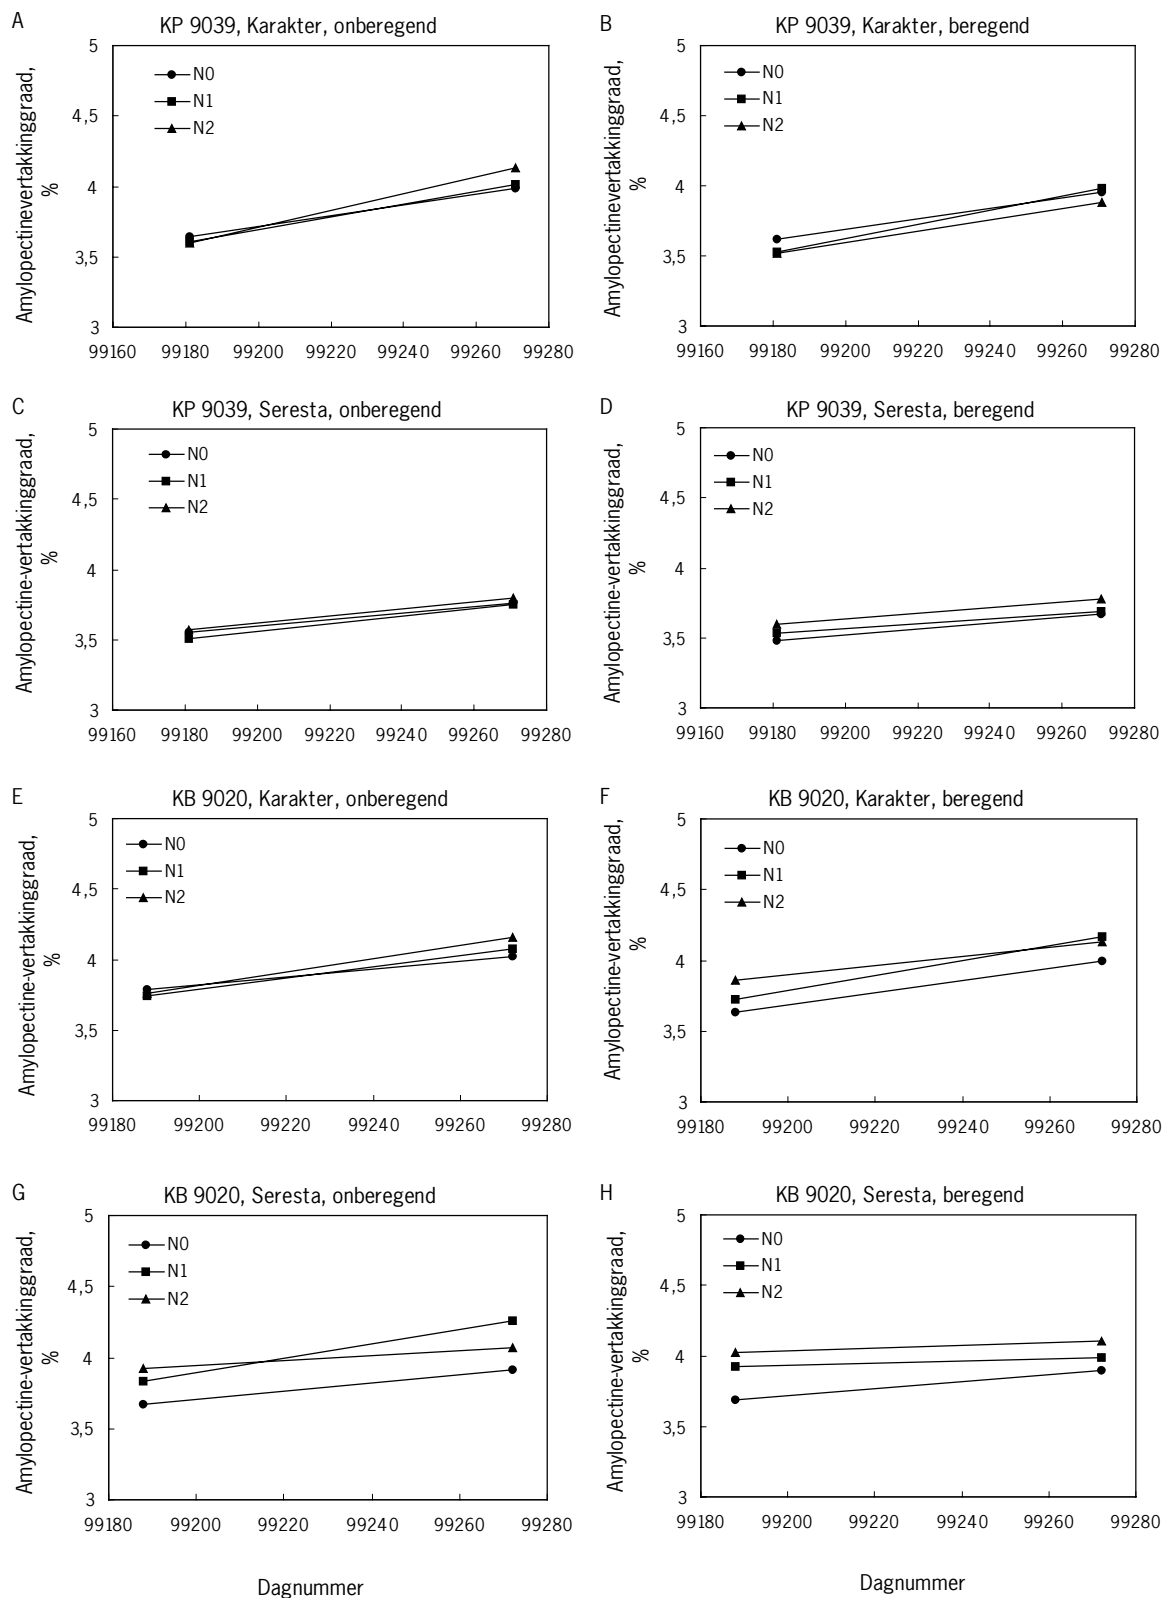 A
KP 9039, Karakter, onberegend
Amylopectinevertakkinggraad,
%
5
4,5
4
3,5
3
N0
N1
N2
99160 99180 99200 99220 99240 99260 99280
B
KP 9039, Karakter, beregend
Amylopectinevertakkinggraad,
%
5
4,5
4
3,5
3
N0
N1
N2
99160 99180 99200 99220 99240 99260 99280
C
KP 9039, Seresta, onberegend
Amylopectine-vertakkinggraad,
%
5
4,5
4
3,5
3
N0
N1
N2
99160 99180 99200 99220 99240 99260 99280
D
KP 9039, Seresta, beregend
Amylopectine-vertakkinggraad,
%
5
4,5
4
3,5
3
N0
N1
N2
99160 99180 99200 99220 99240 99260 99280
E
KB 9020, Karakter, onberegend
Amylopectine-vertakkinggraad,
%
5
4,5
4
3,5
3
N0
N1
N2
99180 99200 99220 99240 99260 99280
F
KB 9020, Karakter, beregend
Amylopectine-vertakkinggraad,
%
5
4,5
4
3,5
3
N0
N1
N2
99180 99200 99220 99240 99260 99280
G
KB 9020, Seresta, onberegend
Amylopectine-vertakkinggraad,
%
5
4,5
4
3,5
3
N0
N1
N2
99180 99200 99220 99240 99260 99280
Dagnummer
H
KB 9020, Seresta, beregend
Amylopectine-vertakkinggraad,
%
5
4,5
4
3,5
3
N0
N1
N2
99180 99200 99220 99240 99260 99280
Dagnummer